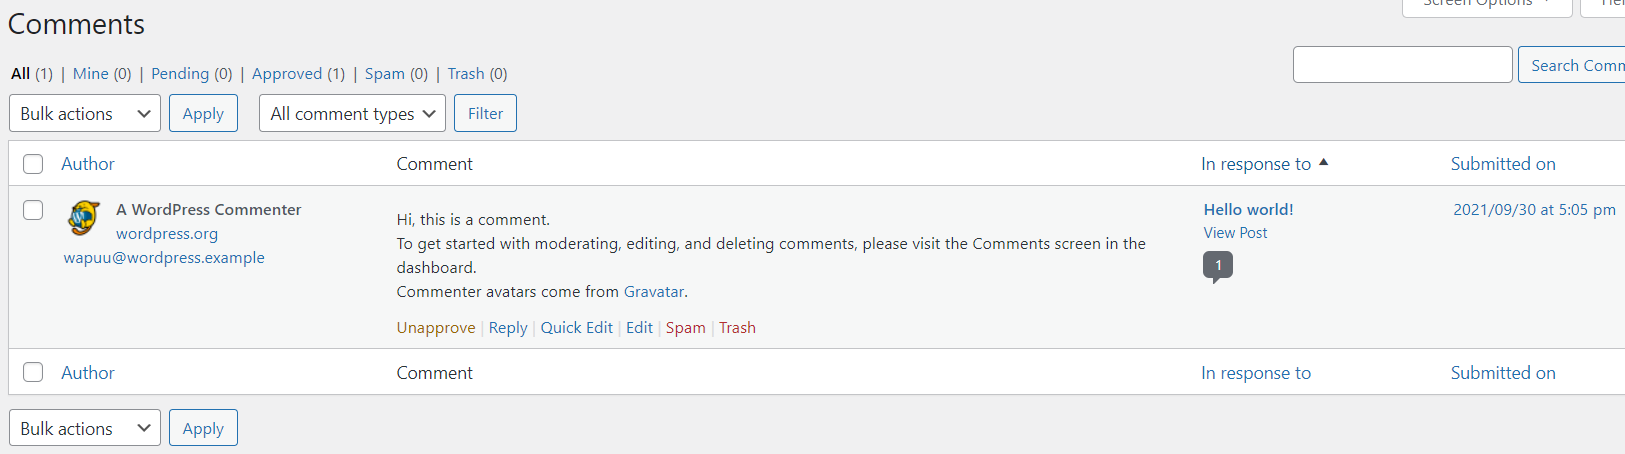 Screen Options
Comments
All (1) | Mine (0) | Pending (0) | Approved (1) | Spam (0) | Trash (0)
Search
Bulk actions Apply All comment types Filter
Author Comment In response to Submitted on
A WordPress Commenter
wordpress.org
wapuu@wordpress.example
Hi, this is a comment.
To get started with moderating, editing, and deleting comments, please visit the Comments screen in the
dashboard.
Commenter avatars come from Gravatar.
Unapprove | Reply | Quick Edit | Edit | Spam | Trash
Hello world!
View Post
1
2021/09/30 at 5:05 pm
Author Comment In response to Submitted on
Bulk actions Apply